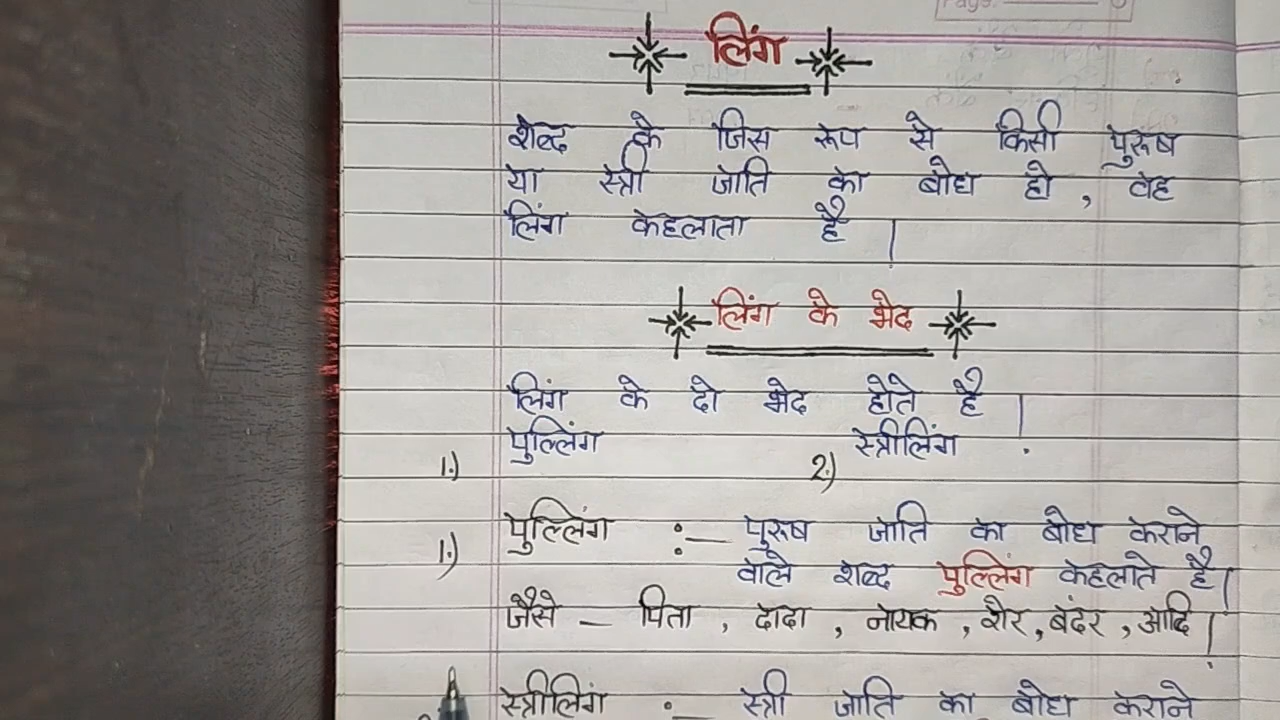 लिंग
शब्द के जिस रूप से किसी पुरूष
या स्त्री जाति का बोध हो , वह
लिंग कहलाता है |
लिंग के भेद
लिंग के दो भेद होते है |
1.) पुल्लिंग 2.) स्त्रीलिंग .
1.) पुल्लिंग :— पुरूष जाति का बोध कराने
वाले शब्द पुल्लिंग कहलाते है |
जैसे — पिता , दादा , नायक , शेर , बंदर , आदि |
स्त्रीलिंग :— स्त्री जाति का बोध कराने